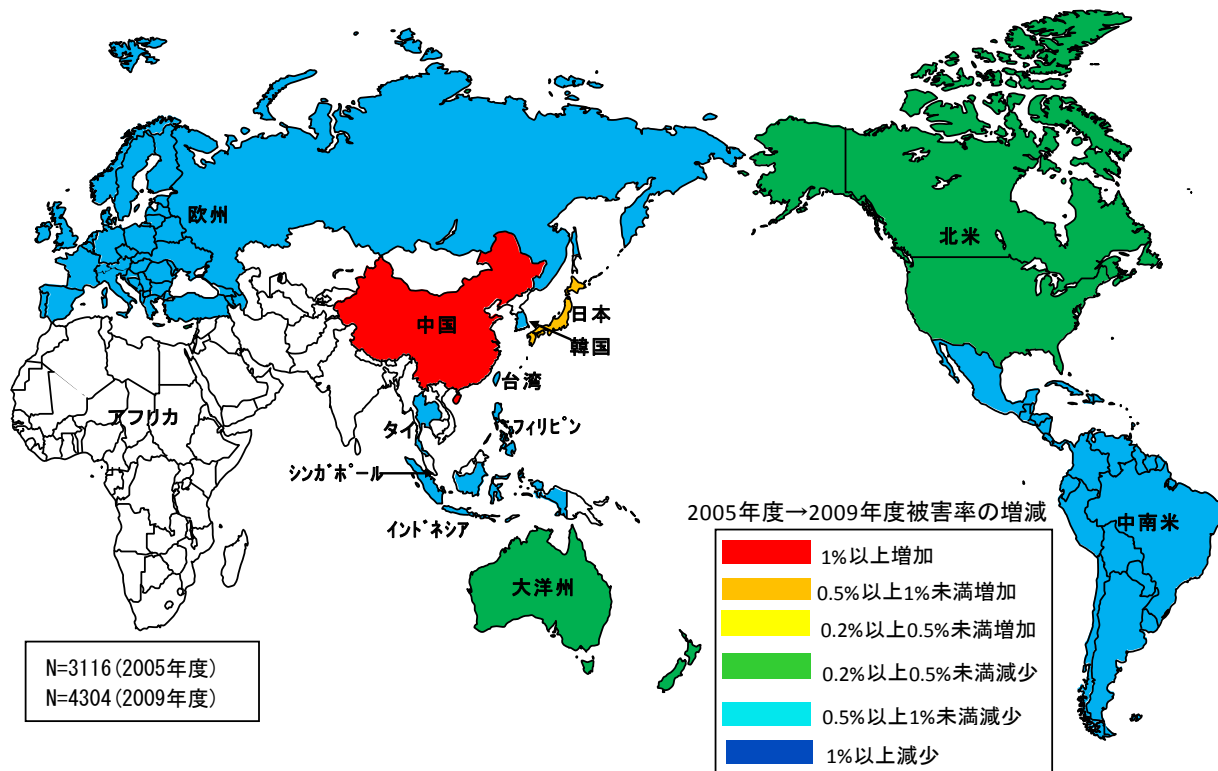 欧州
北米
中国
日本
韓国
台湾
アフリカ
タイ
フィリピン
シンガポール
インドネシア
中南米
大洋州
2005年度→2009年度被害率の増減
1%以上増加
0.5%以上1%未満増加
0.2%以上0.5%未満増加
0.2%以上0.5%未満減少
0.5%以上1%未満減少
1%以上減少
N=3116(2005年度)
N=4304(2009年度)